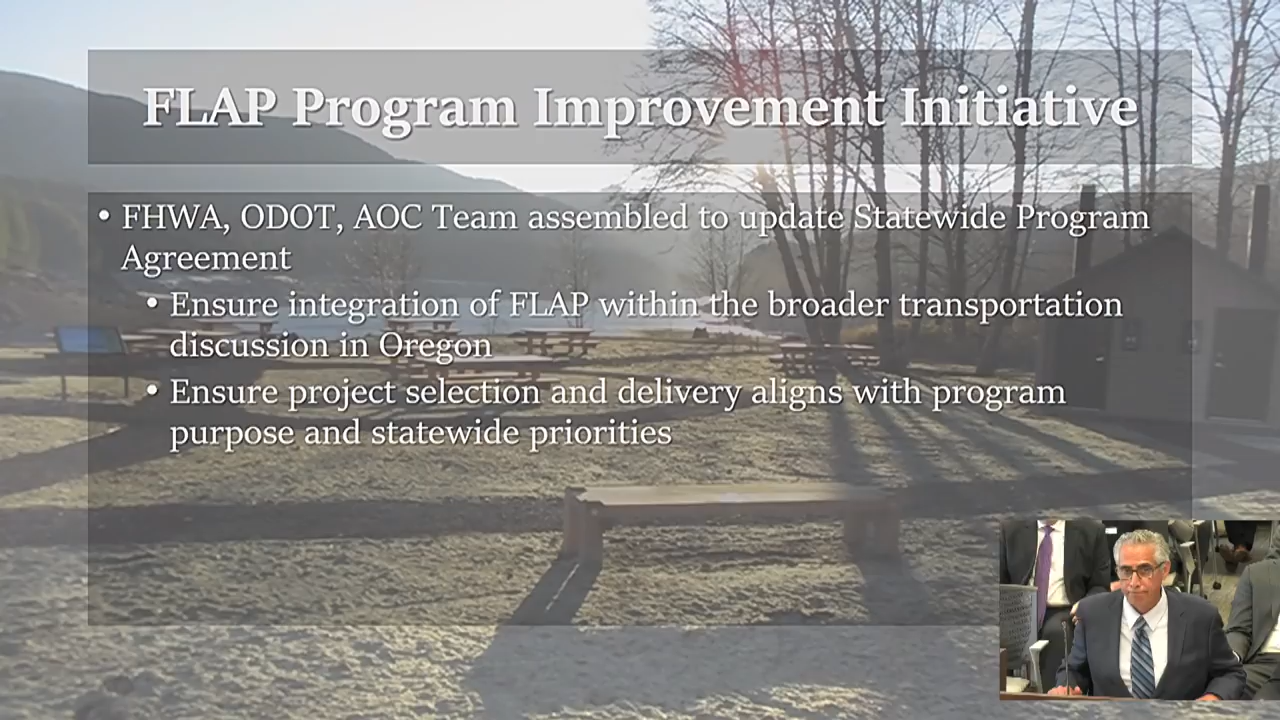 FLAP Program Improvement Initiative
• FHWA, ODOT, AOC Team assembled to update Statewide Program
Agreement
• Ensure integration of FLAP within the broader transportation
discussion in Oregon
• Ensure project selection and delivery aligns with program
purpose and statewide priorities